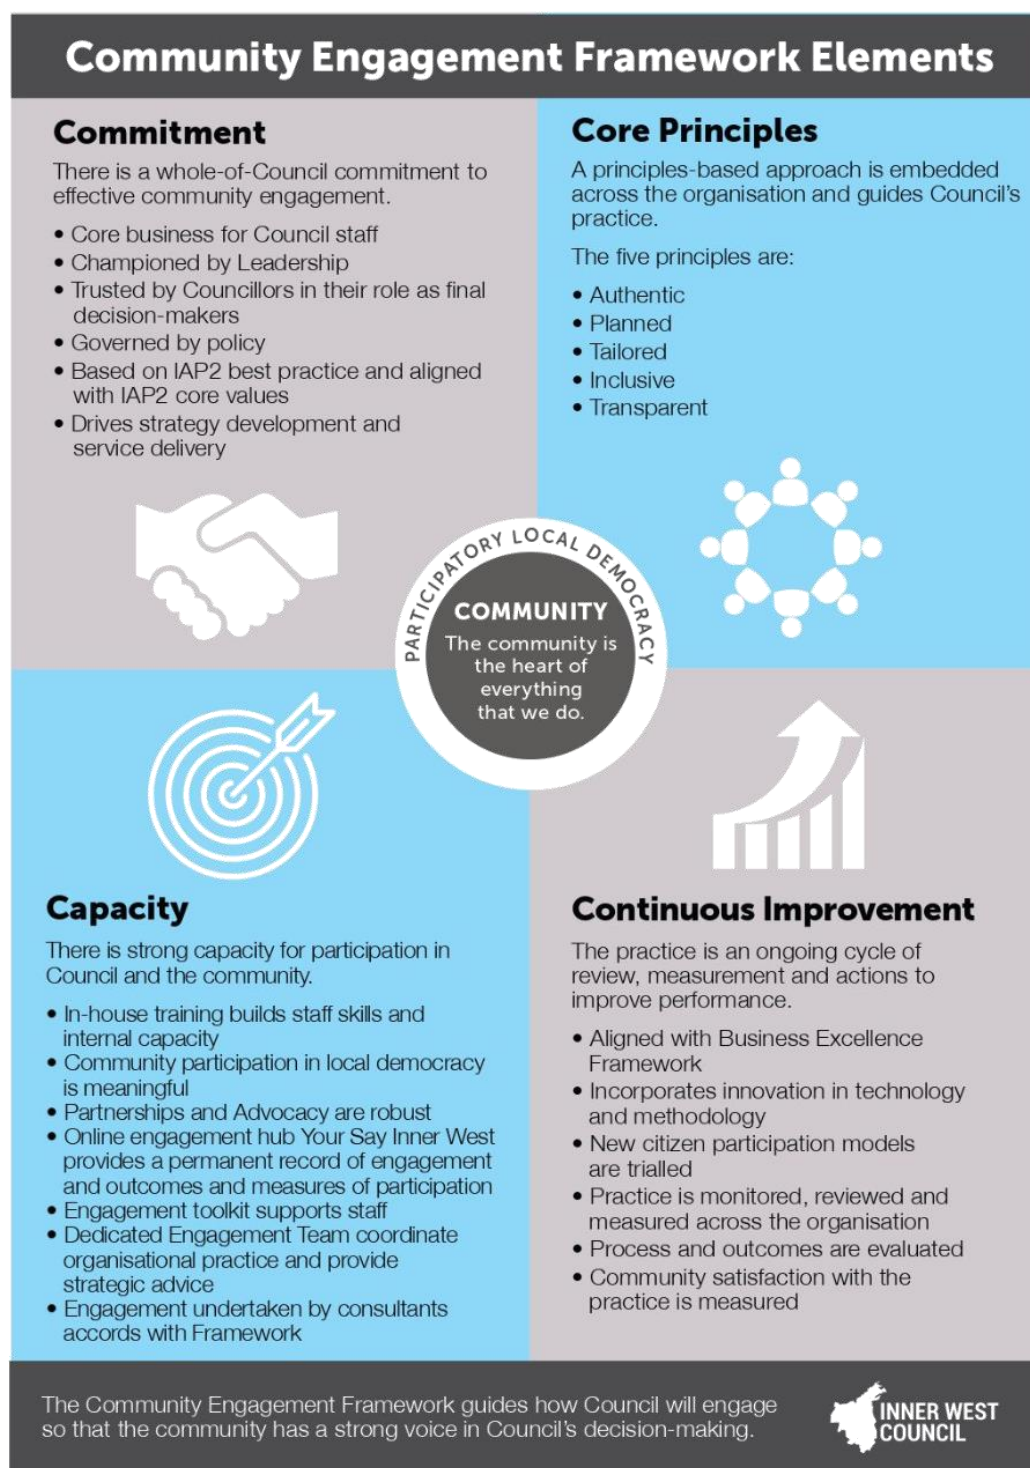 Community Engagement Framework Elements
Commitment
There is a whole-of-Council commitment to
effective community engagement.
• Core business for Council staff
• Championed by Leadership
• Trusted by Councillors in their role as final
decision-makers
• Governed by policy
• Based on IAP2 best practice and aligned
with IAP2 core values
• Drives strategy development and
service delivery
Core Principles
A principles-based approach is embedded
across the organisation and guides Council's
practice.
The five principles are:
• Authentic
• Planned
• Tailored
• Inclusive
• Transparent
PARTICIPATORY LOCAL DEMOCRACY
COMMUNITY
The community is
the heart of
everything
that we do.
Capacity
There is strong capacity for participation in
Council and the community.
• In-house training builds staff skills and
internal capacity
• Community participation in local democracy
is meaningful
• Partnerships and Advocacy are robust
• Online engagement hub Your Say Inner West
provides a permanent record of engagement
and outcomes and measures of participation
• Engagement toolkit supports staff
• Dedicated Engagement Team coordinate
organisational practice and provide
strategic advice
• Engagement undertaken by consultants
accords with Framework
Continuous Improvement
The practice is an ongoing cycle of
review, measurement and actions to
improve performance.
• Aligned with Business Excellence
Framework
• Incorporates innovation in technology
and methodology
• New citizen participation models
are trialled
• Practice is monitored, reviewed and
measured across the organisation
• Process and outcomes are evaluated
• Community satisfaction with the
practice is measured
The Community Engagement Framework guides how Council will engage
so that the community has a strong voice in Council's decision-making.
INNER WEST
COUNCIL